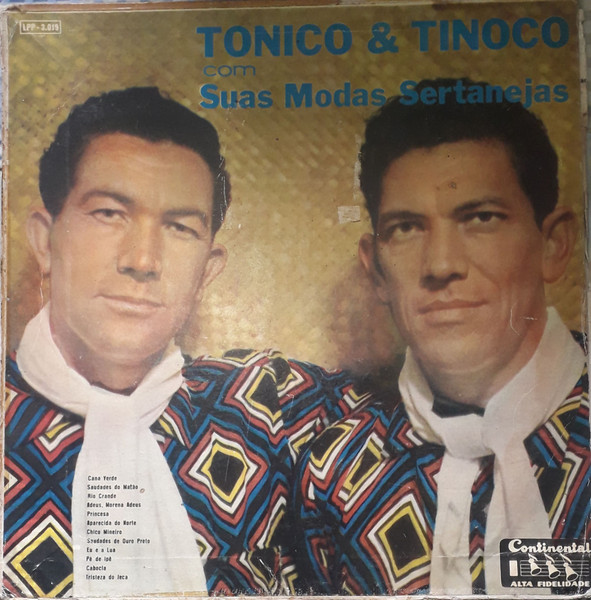 LPP-3.019
TONICO & TINOCO
com
Suas Modas Sertanejas
Cana Verde
Saudades de Matão
Rio Grande
Adeus, Morena Adeus
Princesa
Aparecida do Norte
Chico Mineiro
Saudades de Ouro Preto
Eu e a Lua
Pé de Ipê
Cabocla
Tristeza do Jeca
Continental
ALTA FIDELIDADE